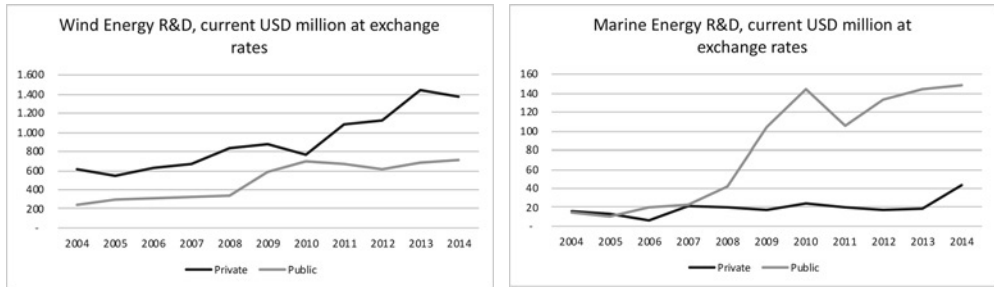 Wind Energy R&D, current USD million at exchange
rates
1.600
1.400
1.200
1.000
800
600
400
200
-
2004 2005 2006 2007 2008 2009 2010 2011 2012 2013 2014
Private Public
Marine Energy R&D, current USD million at
exchange rates
160
140
120
100
80
60
40
20
-
2004 2005 2006 2007 2008 2009 2010 2011 2012 2013 2014
Private Public